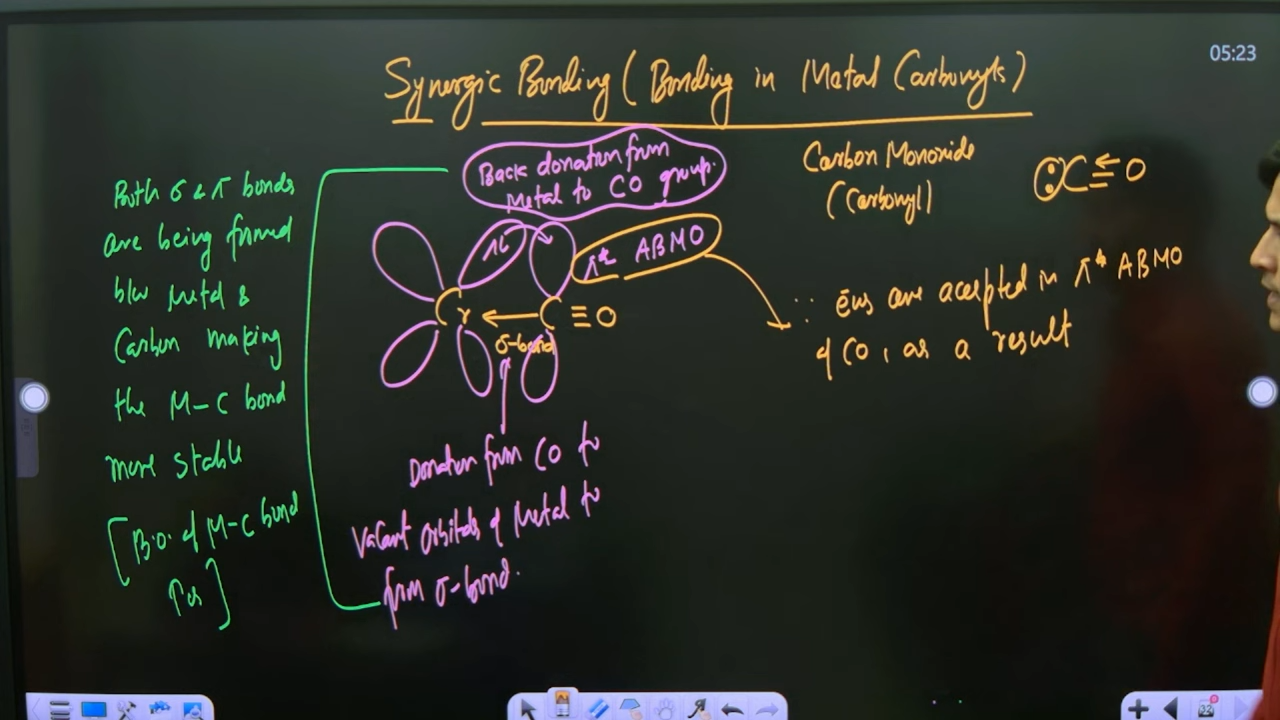 05:23
Synergic Bonding (Bonding in Metal Carbonyls)
Back donation from
Metal to CO group.
Carbon Monoxide
(Carbonyl)
:C≡O
Both σ & π bonds
are being formed
b/w Metal &
Carbon making
the M-C bond
more stable
[B.O. of M-C bond
↑es]
π* ABMO
Cr ← C≡O
σ-bond
∵ ēns are accepted in π* ABMO
of CO, as a result
Donation from CO to
Vacant orbitals of Metal to
form σ-bond.